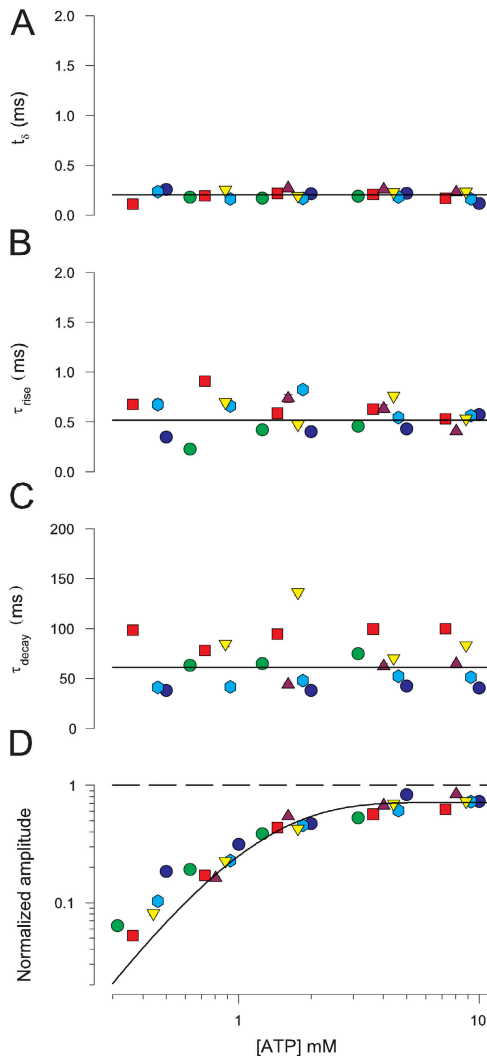 A
2.0
1.5
1.0
0.5
0.0
t_δ (ms)
B
2.0
1.5
1.0
0.5
0.0
τ_rise (ms)
C
200
150
100
50
0
τ_decay (ms)
D
1
0.1
Normalized amplitude
1 10
[ATP] mM